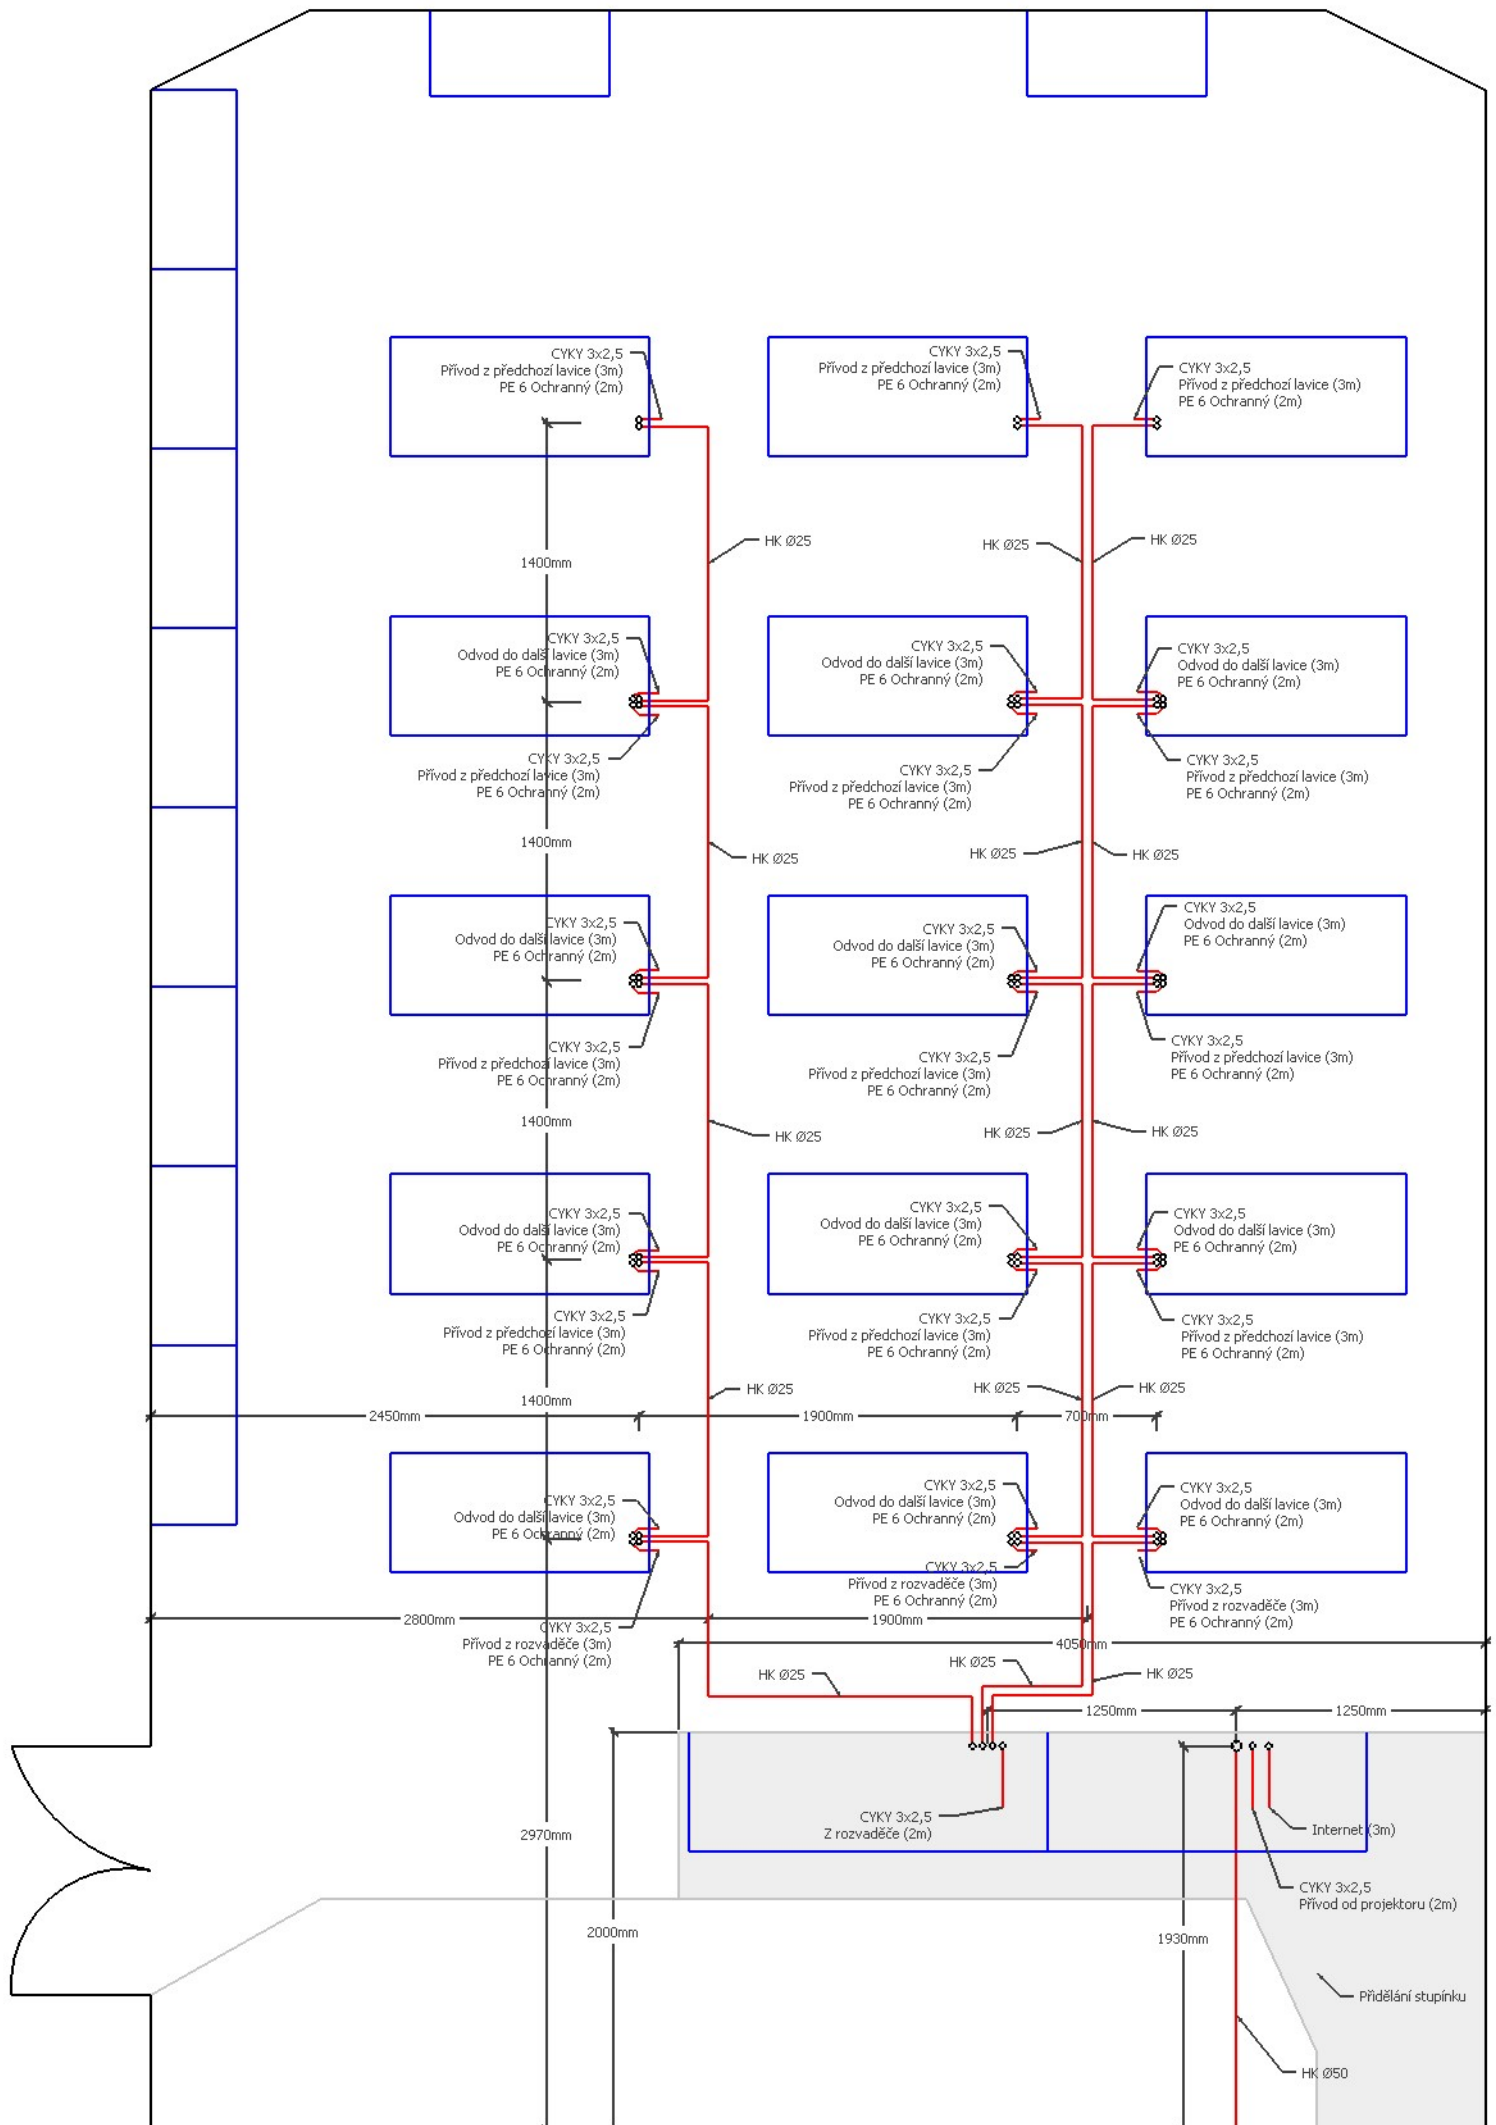 CYKY 3x2,5
Přívod z předchozí lavice (3m)
PE 6 Ochranný (2m)
CYKY 3x2,5
Přívod z předchozí lavice (3m)
PE 6 Ochranný (2m)
CYKY 3x2,5
Přívod z předchozí lavice (3m)
PE 6 Ochranný (2m)
HK Ø25
HK Ø25
HK Ø25
1400mm
CYKY 3x2,5
Odvod do další lavice (3m)
PE 6 Ochranný (2m)
CYKY 3x2,5
Odvod do další lavice (3m)
PE 6 Ochranný (2m)
CYKY 3x2,5
Odvod do další lavice (3m)
PE 6 Ochranný (2m)
CYKY 3x2,5
Přívod z předchozí lavice (3m)
PE 6 Ochranný (2m)
CYKY 3x2,5
Přívod z předchozí lavice (3m)
PE 6 Ochranný (2m)
CYKY 3x2,5
Přívod z předchozí lavice (3m)
PE 6 Ochranný (2m)
1400mm
HK Ø25
HK Ø25
HK Ø25
CYKY 3x2,5
Odvod do další lavice (3m)
PE 6 Ochranný (2m)
CYKY 3x2,5
Odvod do další lavice (3m)
PE 6 Ochranný (2m)
CYKY 3x2,5
Odvod do další lavice (3m)
PE 6 Ochranný (2m)
CYKY 3x2,5
Přívod z předchozí lavice (3m)
PE 6 Ochranný (2m)
CYKY 3x2,5
Přívod z předchozí lavice (3m)
PE 6 Ochranný (2m)
CYKY 3x2,5
Přívod z předchozí lavice (3m)
PE 6 Ochranný (2m)
1400mm
HK Ø25
HK Ø25
HK Ø25
CYKY 3x2,5
Odvod do další lavice (3m)
PE 6 Ochranný (2m)
CYKY 3x2,5
Odvod do další lavice (3m)
PE 6 Ochranný (2m)
CYKY 3x2,5
Odvod do další lavice (3m)
PE 6 Ochranný (2m)
CYKY 3x2,5
Přívod z předchozí lavice (3m)
PE 6 Ochranný (2m)
CYKY 3x2,5
Přívod z předchozí lavice (3m)
PE 6 Ochranný (2m)
CYKY 3x2,5
Přívod z předchozí lavice (3m)
PE 6 Ochranný (2m)
1400mm
HK Ø25
HK Ø25
HK Ø25
2450mm
1900mm
700mm
CYKY 3x2,5
Odvod do další lavice (3m)
PE 6 Ochranný (2m)
CYKY 3x2,5
Odvod do další lavice (3m)
PE 6 Ochranný (2m)
CYKY 3x2,5
Odvod do další lavice (3m)
PE 6 Ochranný (2m)
CYKY 3x2,5
Přívod z rozvaděče (3m)
PE 6 Ochranný (2m)
CYKY 3x2,5
Přívod z rozvaděče (3m)
PE 6 Ochranný (2m)
CYKY 3x2,5
Přívod z rozvaděče (3m)
PE 6 Ochranný (2m)
2800mm
1900mm
4050mm
HK Ø25
HK Ø25
HK Ø25
1250mm
1250mm
CYKY 3x2,5
Z rozvaděče (2m)
Internet (3m)
2970mm
CYKY 3x2,5
Přívod od projektoru (2m)
2000mm
1930mm
Přidělání stupínku
HK Ø50